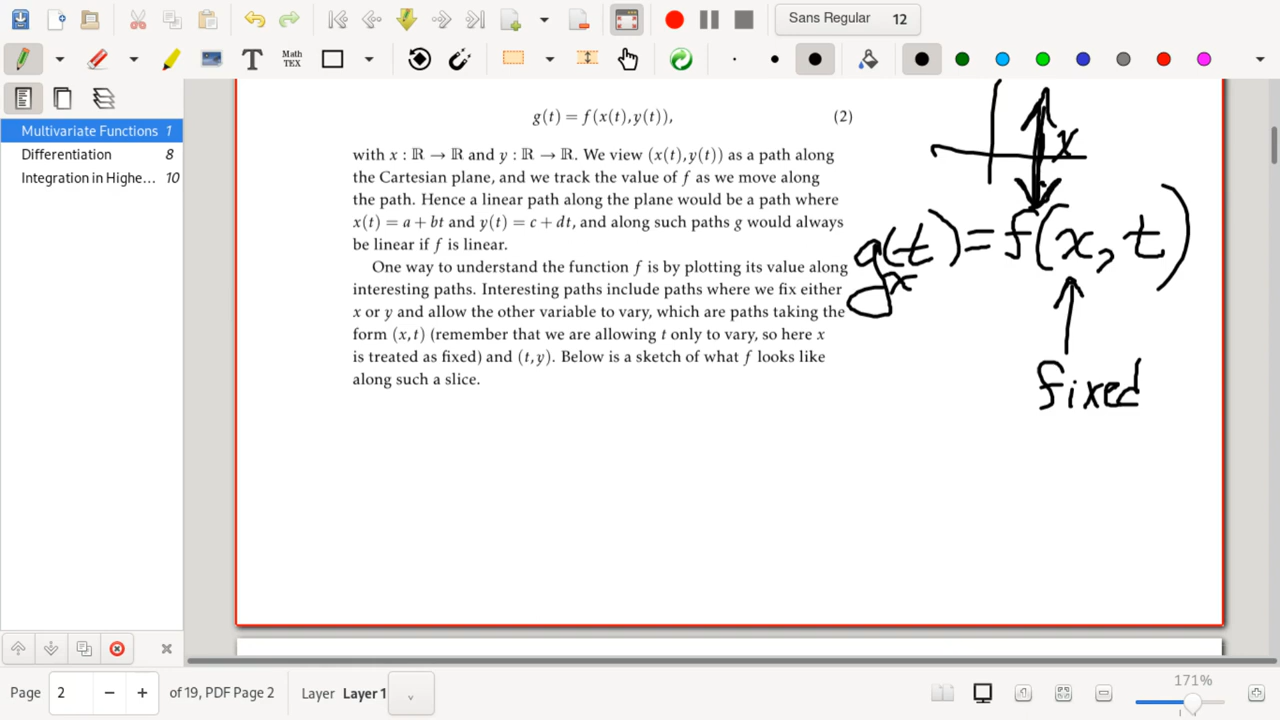 Sans Regular 12
T Math TEX
Multivariate Functions 1
Differentiation 8
Integration in Highe... 10
g(t) = f(x(t), y(t)), (2)
with x : ℝ → ℝ and y : ℝ → ℝ. We view (x(t), y(t)) as a path along
the Cartesian plane, and we track the value of f as we move along
the path. Hence a linear path along the plane would be a path where
x(t) = a + bt and y(t) = c + dt, and along such paths g would always
be linear if f is linear.
One way to understand the function f is by plotting its value along
interesting paths. Interesting paths include paths where we fix either
x or y and allow the other variable to vary, which are paths taking the
form (x, t) (remember that we are allowing t only to vary, so here x
is treated as fixed) and (t, y). Below is a sketch of what f looks like
along such a slice.
x
gₓ(t) = f(x, t)
fixed
Page 2 of 19, PDF Page 2 Layer Layer 1
171%